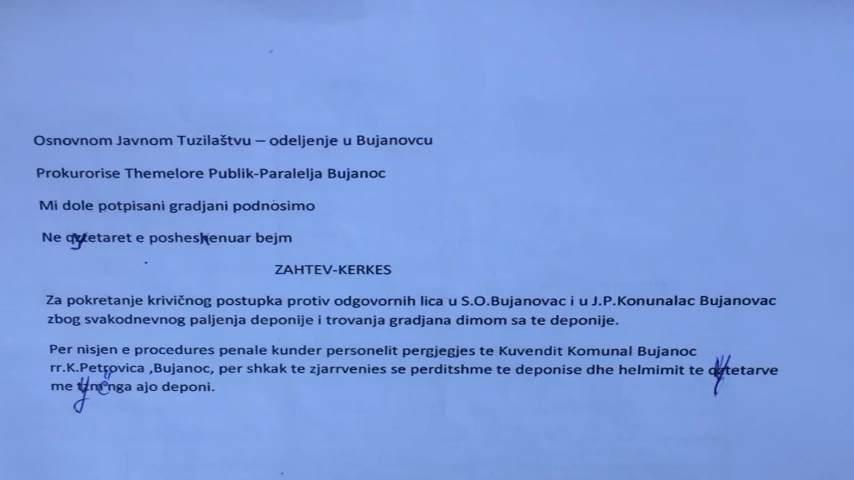 Osnovnom Javnom Tuzilaštvu – odeljenje u Bujanovcu
Prokurorise Themelore Publik-Paralelja Bujanoc
Mi dole potpisani gradjani podnosimo
Ne qytetaret e posheshenuar bejm
ZAHTEV-KERKES
Za pokretanje krivičnog postupka protiv odgovornih lica u S.O.Bujanovac i u J.P.Konunalac Bujanovac
zbog svakodnevnog paljenja deponije i trovanja gradjana dimom sa te deponije.
Per nisjen e procedures penale kunder personelit pergjegjes te Kuvendit Komunal Bujanoc
rr.K.Petrovica ,Bujanoc, per shkak te zjarrvenies se perditshme te deponise dhe helmimit te qytetarve
me nga ajo deponi.